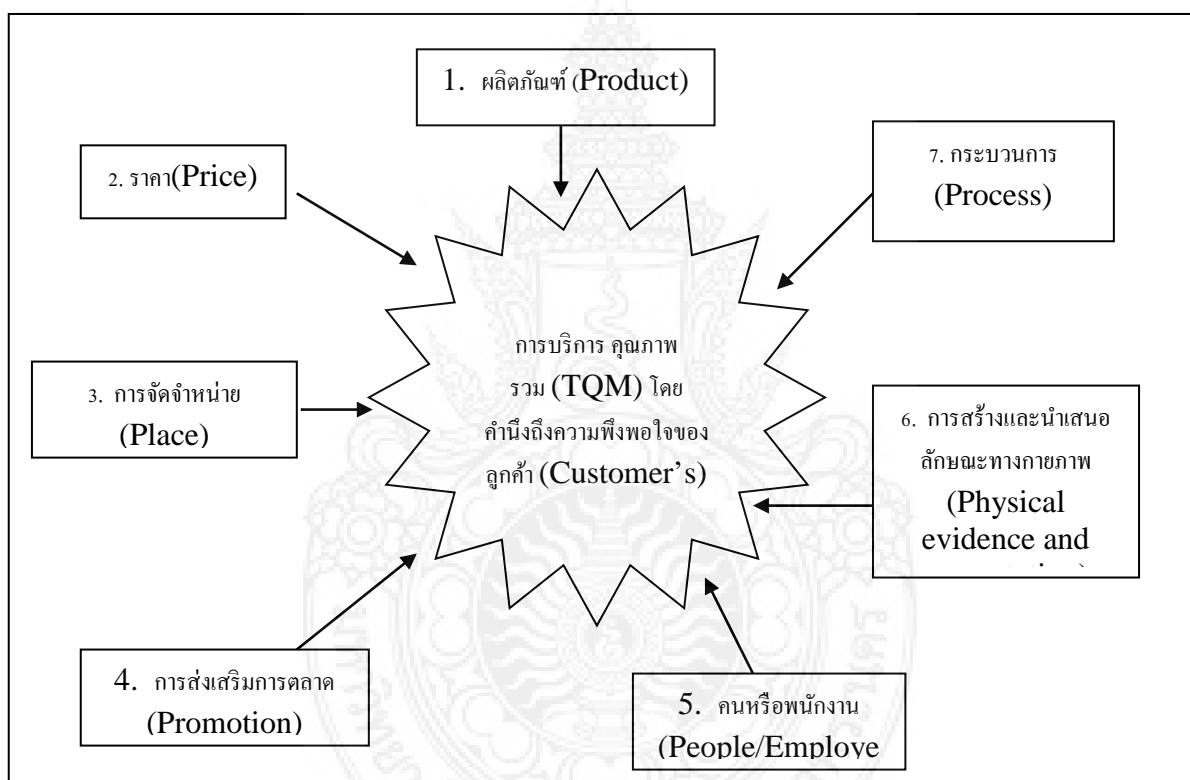 1. ผลิตภัณฑ์ (Product)
2. ราคา(Price)
7. กระบวนการ
(Process)
การบริการ คุณภาพ
รวม (TQM) โดย
คำนึงถึงความพึงพอใจของ
ลูกค้า (Customer's)
3. การจัดจำหน่าย
(Place)
6. การสร้างและนำเสนอ
ลักษณะทางกายภาพ
(Physical
evidence and
4. การส่งเสริมการตลาด
(Promotion)
5. คนหรือพนักงาน
(People/Employe